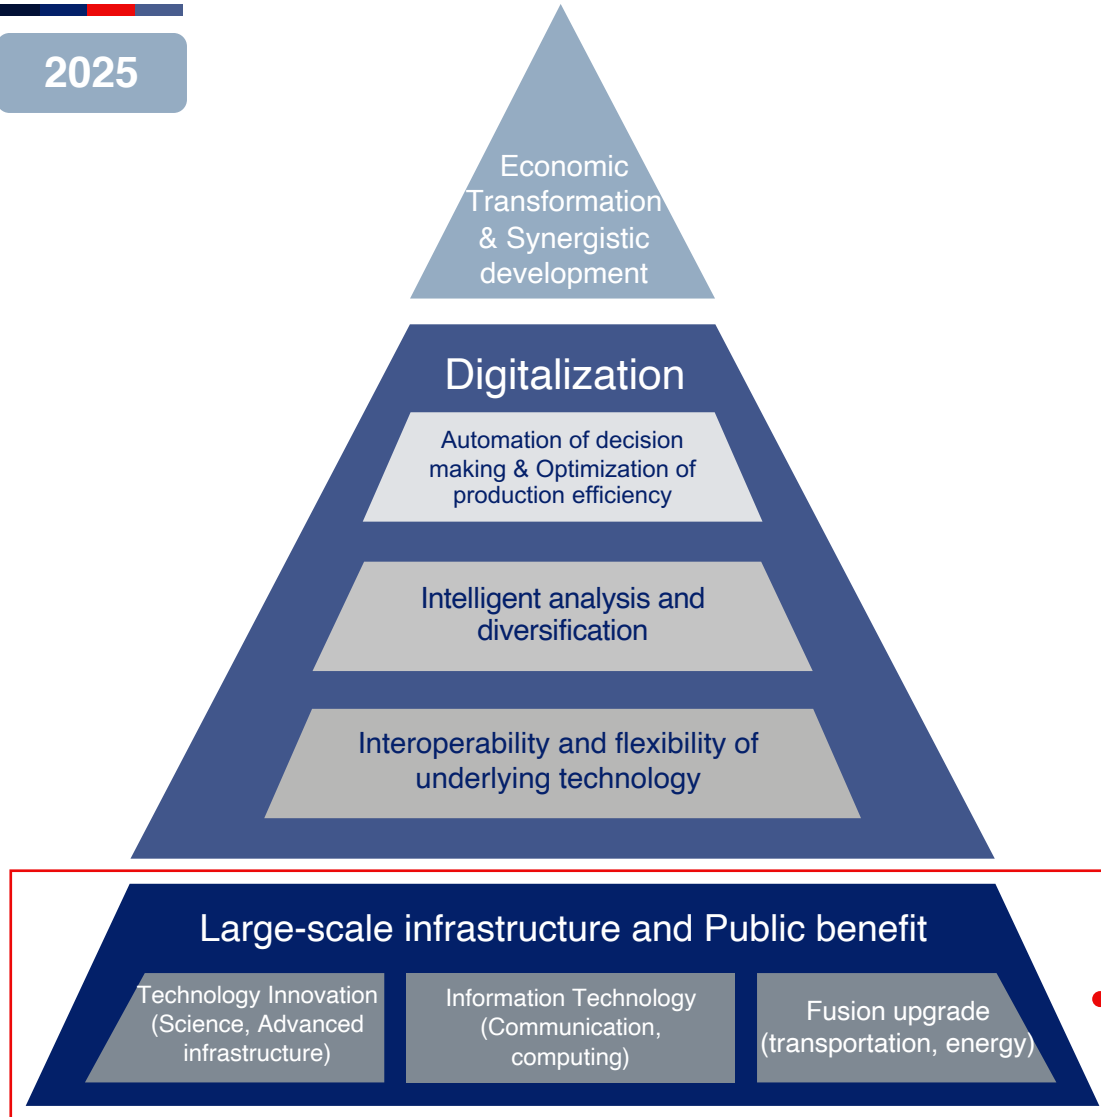 2025
Economic
Transformation
& Synergistic
development
Digitalization
Automation of decision
making & Optimization of
production efficiency
Intelligent analysis and
diversification
Interoperability and flexibility of
underlying technology
Large-scale infrastructure and Public benefit
Technology Innovation
(Science, Advanced
infrastructure)
Information Technology
(Communication,
computing)
Fusion upgrade
(transportation, energy)